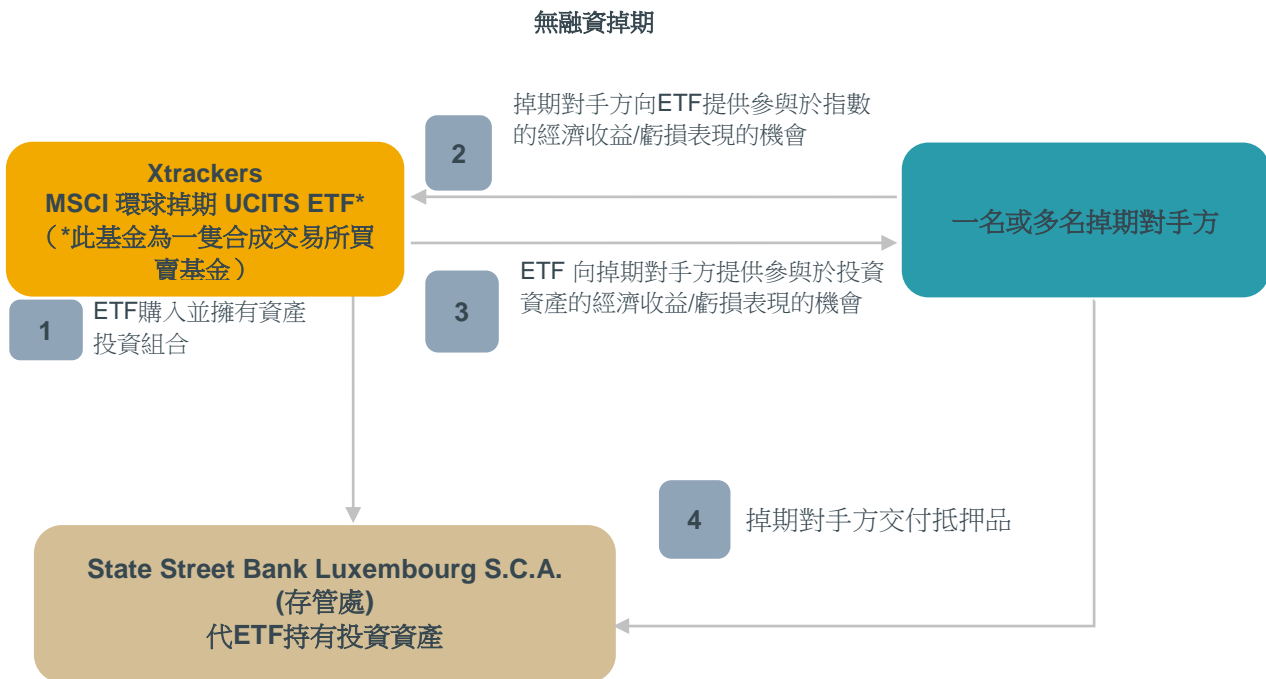 無融資掉期
掉期對手方向ETF提供參與於指數
的經濟收益/虧損表現的機會
2
Xtrackers
MSCI 環球掉期 UCITS ETF*
（*此基金為一隻合成交易所買
賣基金）
一名或多名掉期對手方
ETF 向掉期對手方提供參與於投資
資產的經濟收益/虧損表現的機會
3
1
ETF購入並擁有資產
投資組合
4
掉期對手方交付抵押品
State Street Bank Luxembourg S.C.A.
(存管處)
代ETF持有投資資產